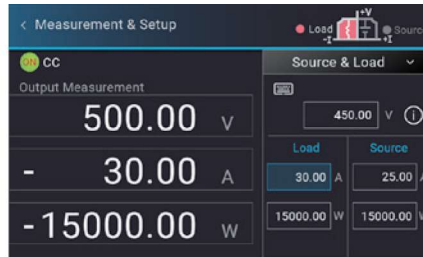 < Measurement & Setup
Load
+V
-I
+I
Sourc
ON CC
Source & Load
Output Measurement
500.00 V
450.00 V
Load Source
- 30.00 A
30.00 A 25.00 A
-15000.00 W
15000.00 W 15000.00 W